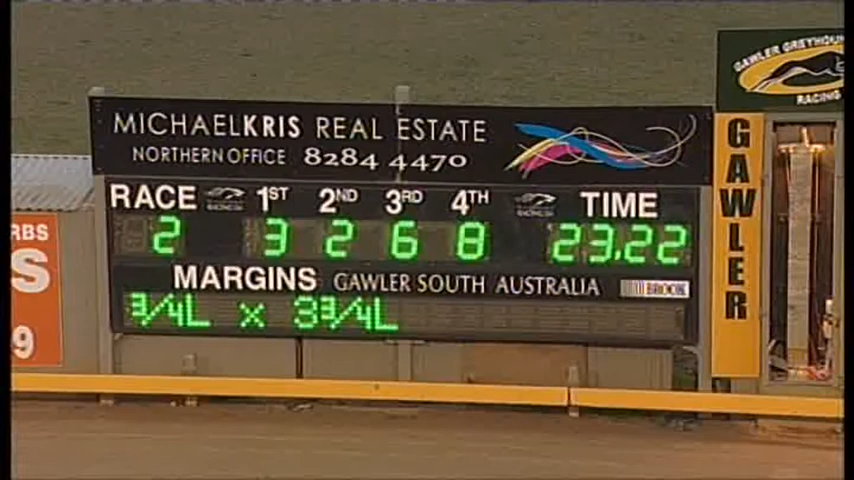 GAWLER GREYHOUND
RACING
MICHAELKRIS REAL ESTATE
NORTHERN OFFICE 8284 4470
RACE 1ST 2ND 3RD 4TH TIME
2 3 2 6 8 23.22
MARGINS GAWLER SOUTH AUSTRALIA BROOK
3/4L x 33/4L
GAWLER
RBS
S
9